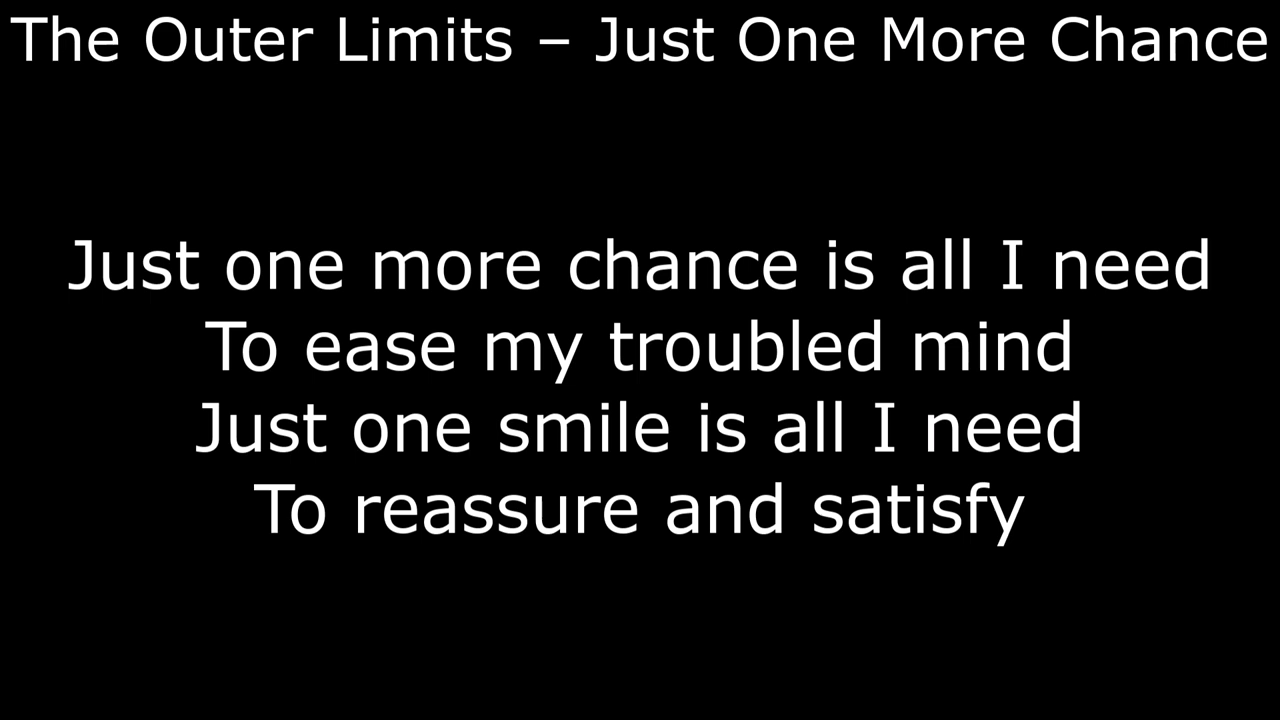 The Outer Limits – Just One More Chance
Just one more chance is all I need
To ease my troubled mind
Just one smile is all I need
To reassure and satisfy